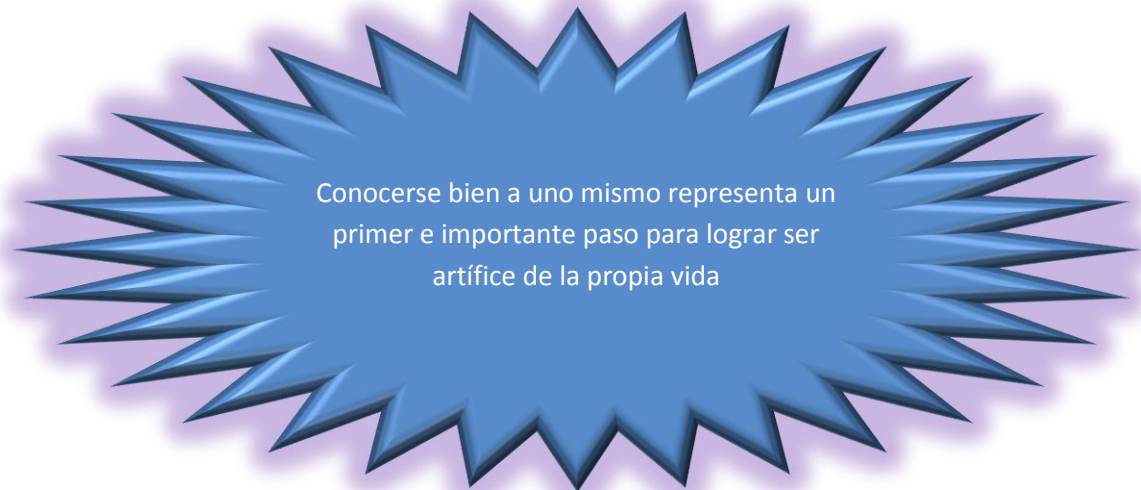 Conocerse bien a uno mismo representa un
primer e importante paso para lograr ser
artífice de la propia vida